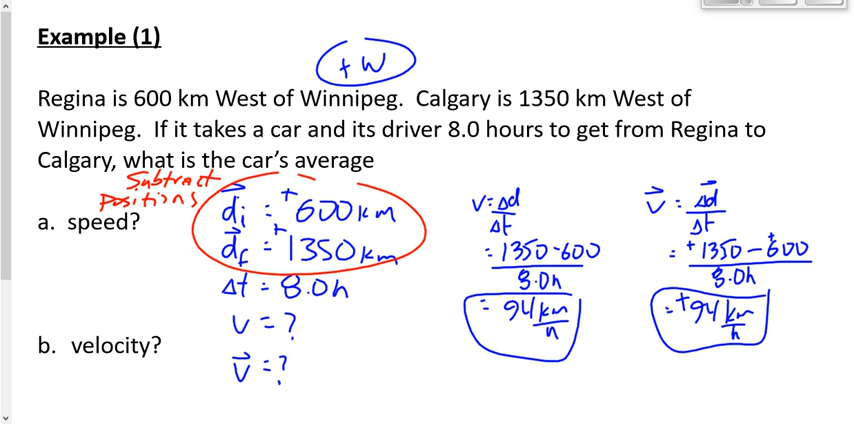 Example (1)
+ W
Regina is 600 km West of Winnipeg. Calgary is 1350 km West of
Winnipeg. If it takes a car and its driver 8.0 hours to get from Regina to
Calgary, what is the car's average
Subtract
Positions
a. speed?
d⃗i = +600 km
d⃗f = +1350 km
Δt = 8.0h
v = ?
b. velocity?
v⃗ = ?
v = Δd
Δt
= 1350 - 600
8.0h
= 94 km
h
v⃗ = Δd⃗
Δt
= +1350 - +600
8.0h
= +94 km
h